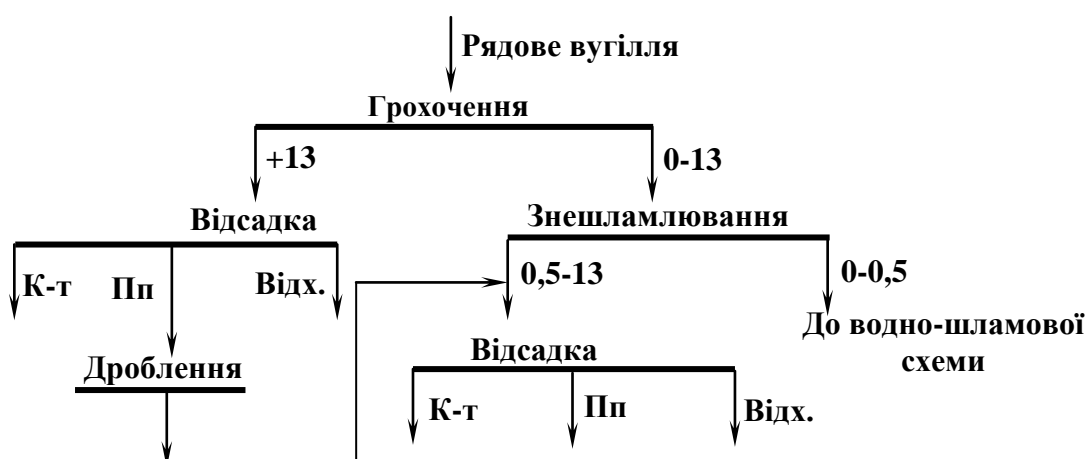 Рядове вугілля
Грохочення
+13
0-13
Відсадка
Знешламлювання
К-т
Пп
Відх.
0,5-13
0-0,5
До водно-шламової
схеми
Дроблення
Відсадка
К-т
Пп
Відх.